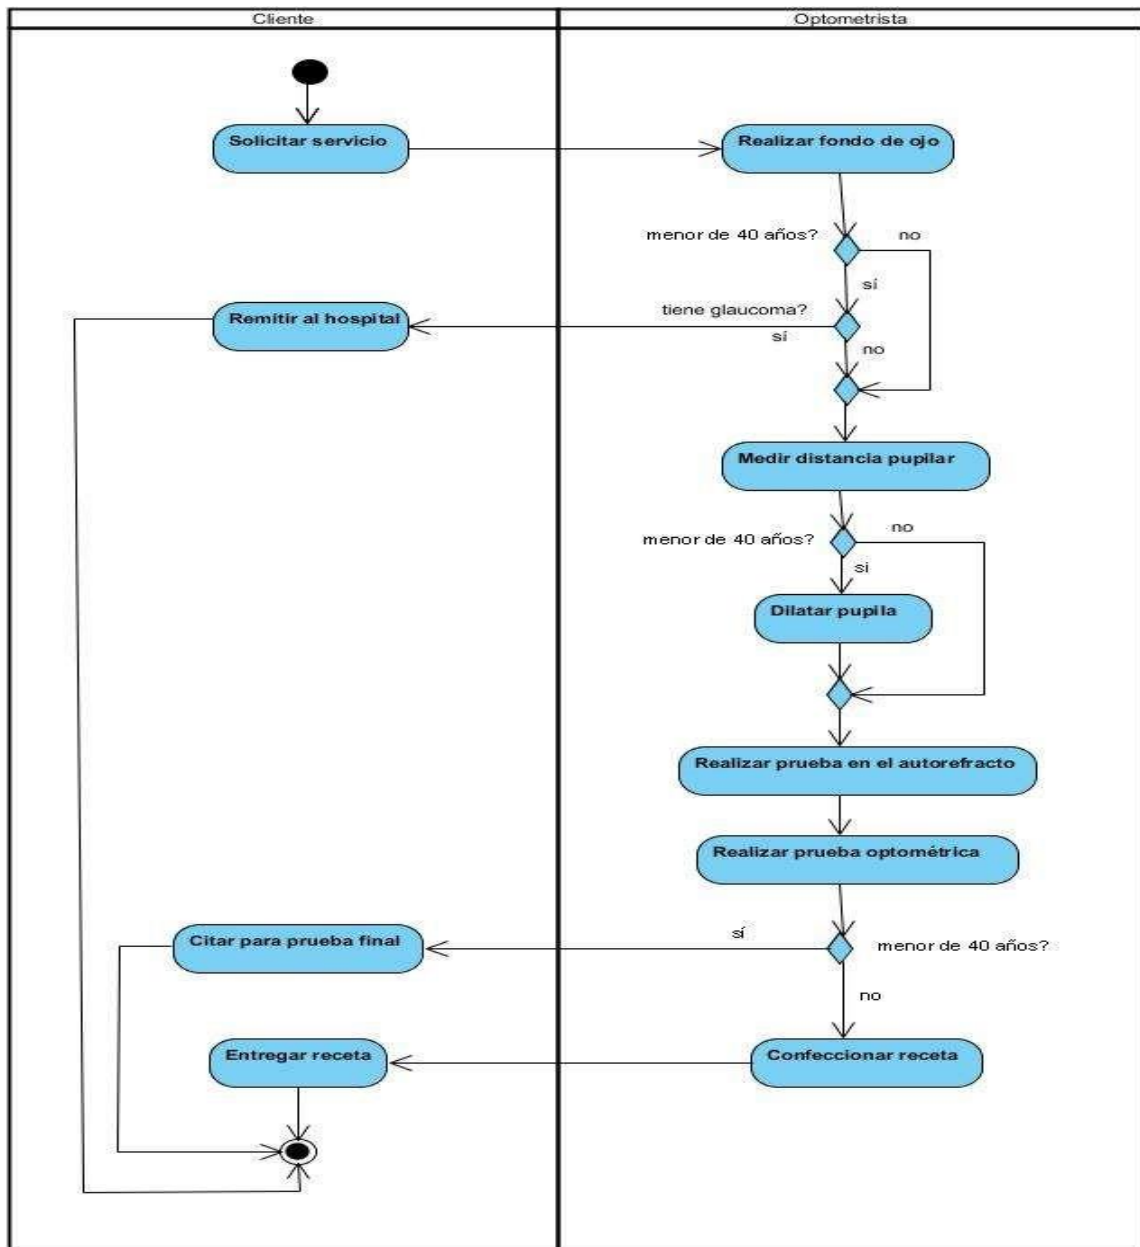 Cliente
Optometrista
Solicitar servicio
Realizar fondo de ojo
menor de 40 años?
no
sí
tiene glaucoma?
Remitir al hospital
sí
no
Medir distancia pupilar
no
menor de 40 años?
si
Dilatar pupila
Realizar prueba en el autorefracto
Realizar prueba optométrica
Citar para prueba final
sí
menor de 40 años?
no
Entregar receta
Confeccionar receta